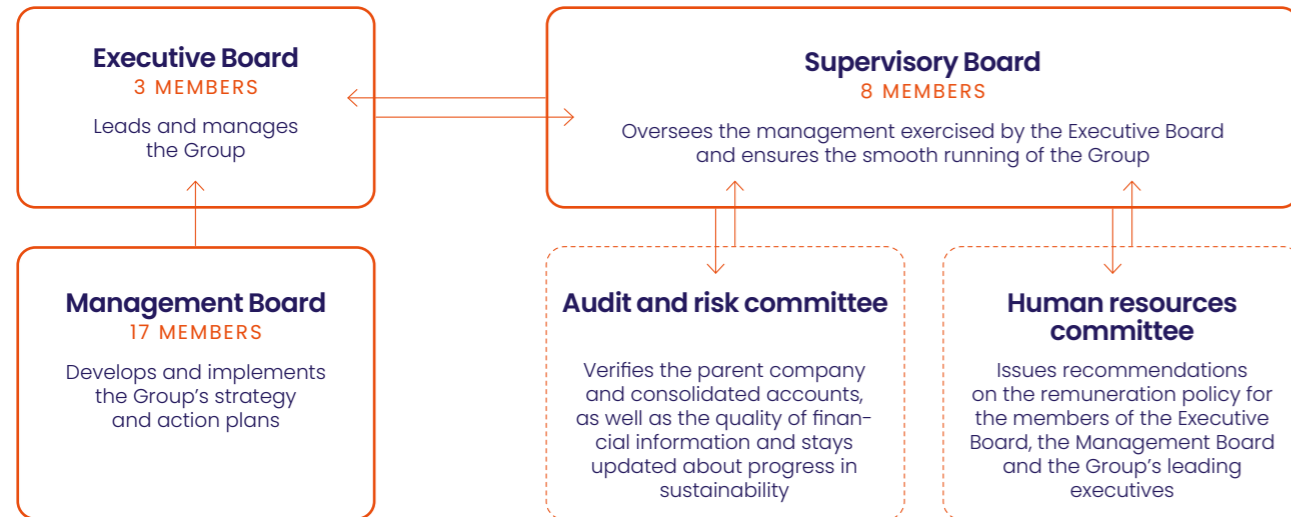 Executive Board
3 MEMBERS
Leads and manages
the Group
Supervisory Board
8 MEMBERS
Oversees the management exercised by the Executive Board
and ensures the smooth running of the Group
Management Board
17 MEMBERS
Develops and implements
the Group's strategy
and action plans
Audit and risk committee
Verifies the parent company
and consolidated accounts,
as well as the quality of finan-
cial information and stays
updated about progress in
sustainability
Human resources
committee
Issues recommendations
on the remuneration policy for
the members of the Executive
Board, the Management Board
and the Group's leading
executives